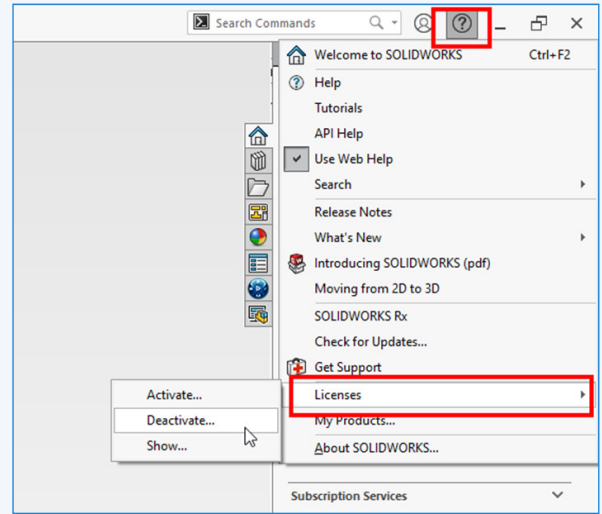 Search Commands
Welcome to SOLIDWORKS Ctrl+F2
Help
Tutorials
API Help
Use Web Help
Search
Release Notes
What's New
Introducing SOLIDWORKS (pdf)
Moving from 2D to 3D
SOLIDWORKS Rx
Check for Updates...
Get Support
Licenses
Activate...
Deactivate...
Show...
My Products...
About SOLIDWORKS...
Subscription Services